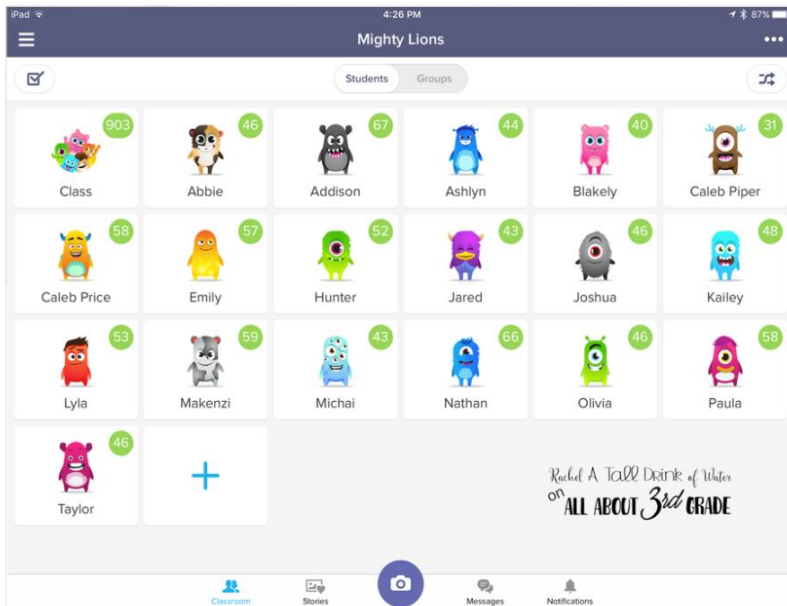 iPad 4:26 PM 87%
Mighty Lions
Students Groups
903 46 67 44 40 31
Class Abbie Addison Ashlyn Blakely Caleb Piper
58 57 52 43 46 48
Caleb Price Emily Hunter Jared Joshua Kailey
53 59 43 66 46 58
Lyla Makenzi Michai Nathan Olivia Paula
46
Taylor
Rachel A Tall Drink of Water
on ALL ABOUT 3rd GRADE
Classroom Stories Messages Notifications